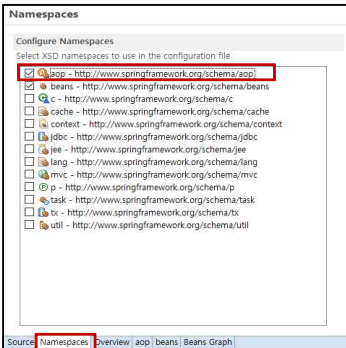 Namespaces
Configure Namespaces
Select XSD namespaces to use in the configuration file
aop - http://www.springframework.org/schema/aop
beans - http://www.springframework.org/schema/beans
c - http://www.springframework.org/schema/c
cache - http://www.springframework.org/schema/cache
context - http://www.springframework.org/schema/context
jdbc - http://www.springframework.org/schema/jdbc
jee - http://www.springframework.org/schema/jee
lang - http://www.springframework.org/schema/lang
mvc - http://www.springframework.org/schema/mvc
p - http://www.springframework.org/schema/p
task - http://www.springframework.org/schema/task
tx - http://www.springframework.org/schema/tx
util - http://www.springframework.org/schema/util
Source Namespaces Overview aop beans Beans Graph